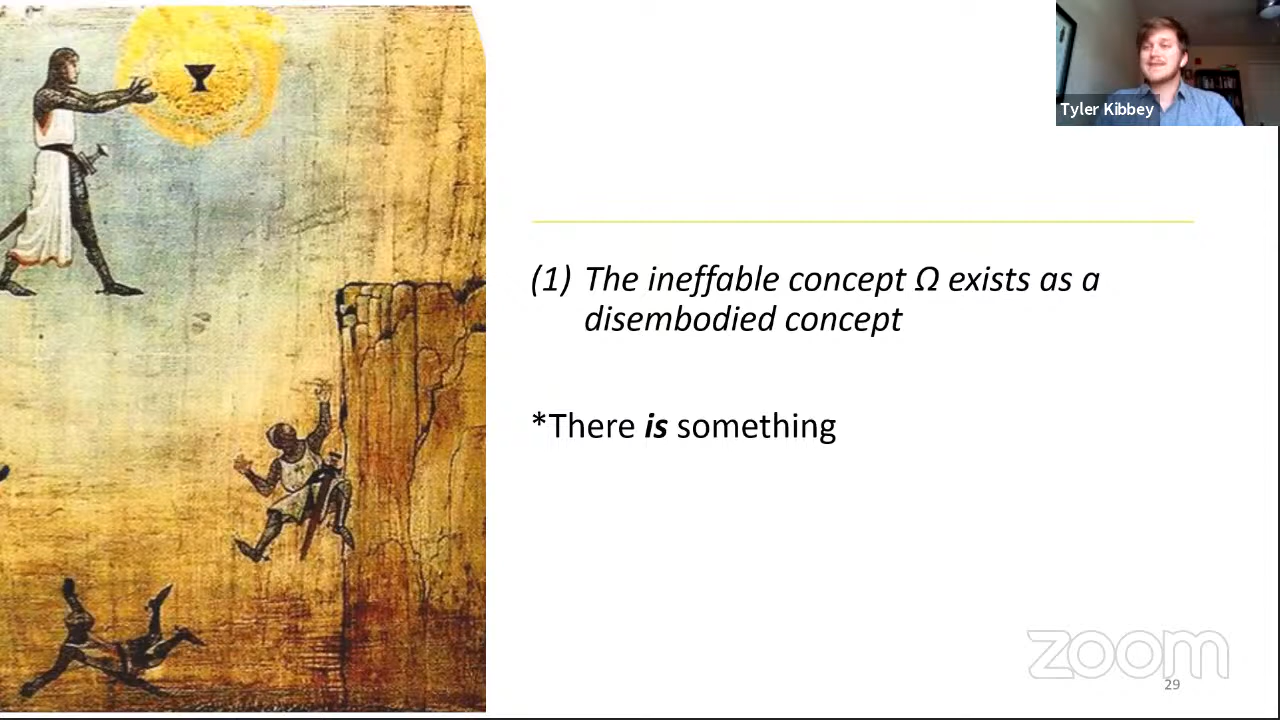 Tyler Kibbey
(1) The ineffable concept Ω exists as a
disembodied concept
*There is something
zoom
29